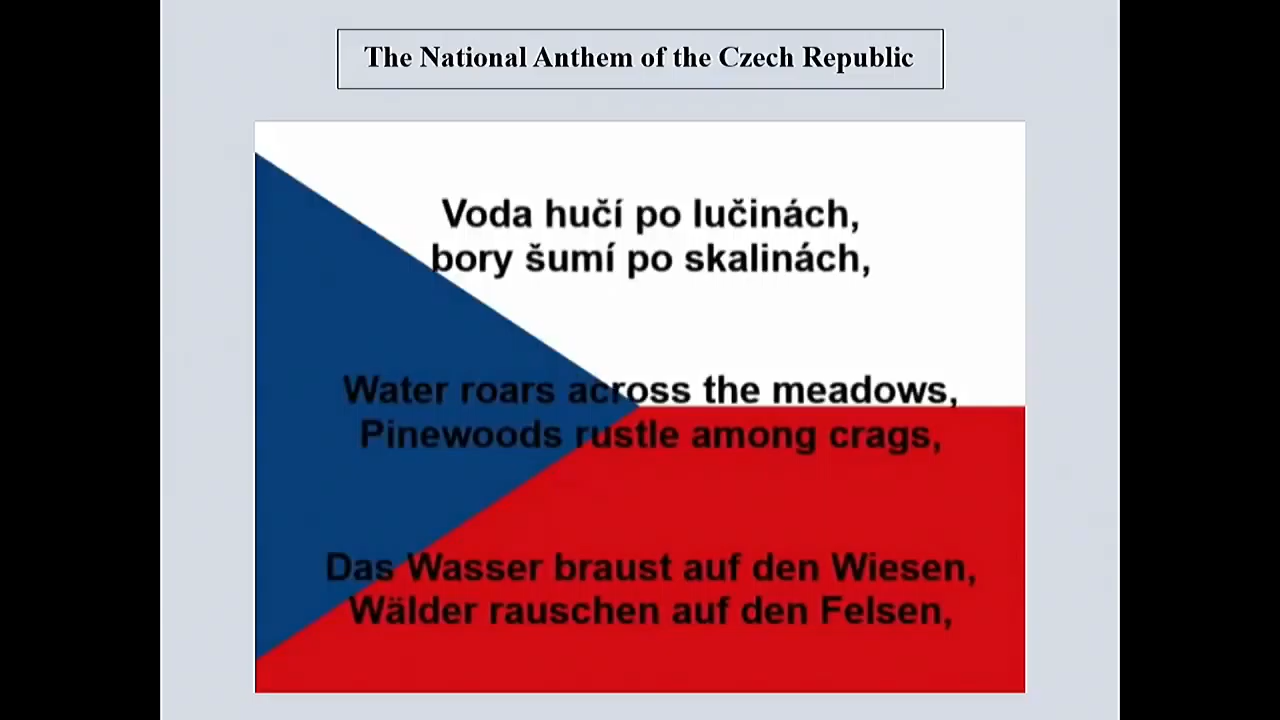 The National Anthem of the Czech Republic
Voda hučí po lučinách,
bory šumí po skalinách,
Water roars across the meadows,
Pinewoods rustle among crags,
Das Wasser braust auf den Wiesen,
Wälder rauschen auf den Felsen,